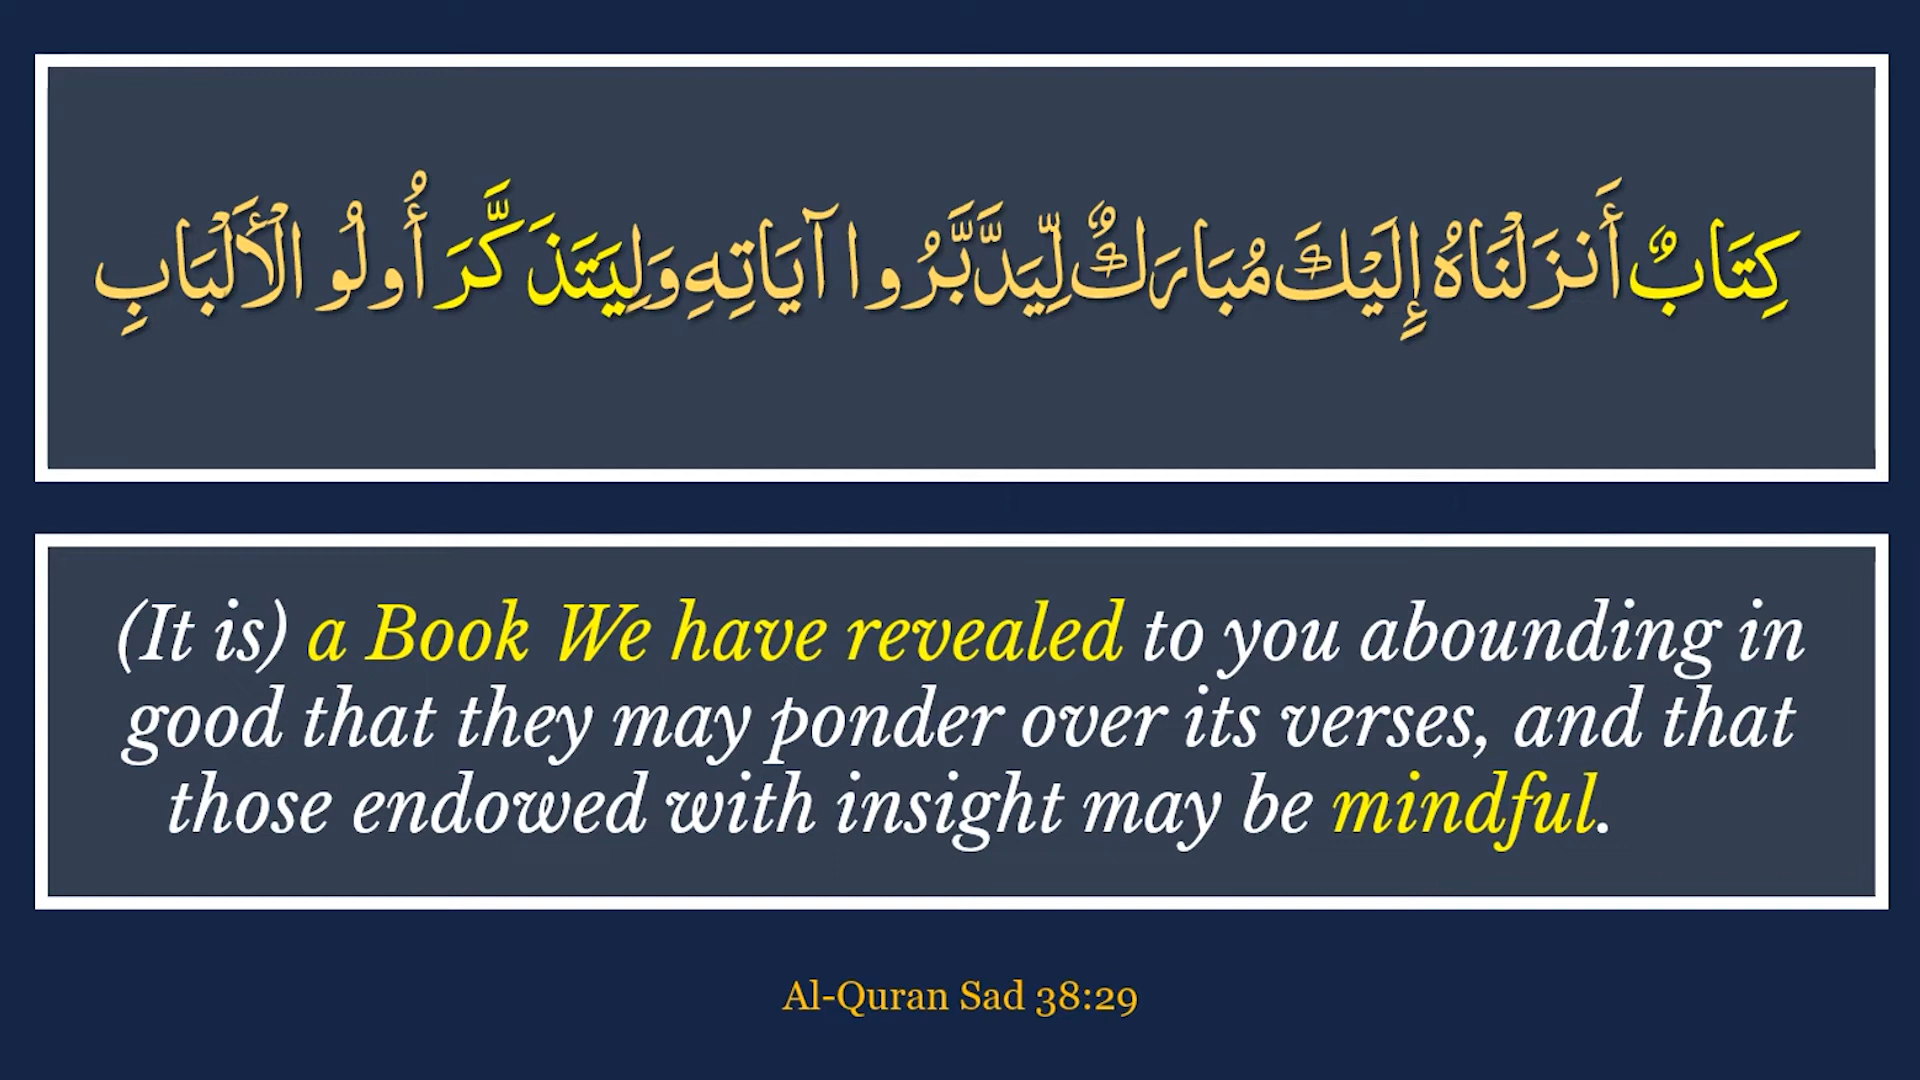 كِتَابٌ أَنزَلْنَاهُ إِلَيْكَ مُبَارَكٌ لِّيَدَّبَّرُوا آيَاتِهِ وَلِيَتَذَكَّرَ أُولُو الْأَلْبَابِ
(It is) a Book We have revealed to you abounding in
good that they may ponder over its verses, and that
those endowed with insight may be mindful.
Al-Quran Sad 38:29